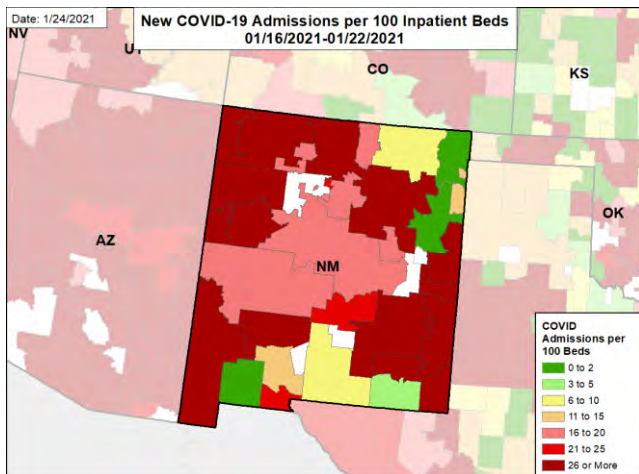 Date: 1/24/2021
New COVID-19 Admissions per 100 Inpatient Beds
01/16/2021-01/22/2021
NV
UT
CO
KS
AZ
NM
OK
COVID
Admissions per
100 Beds
0 to 2
3 to 5
6 to 10
11 to 15
16 to 20
21 to 25
26 or More